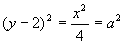 (y − 2)² = x²/4 = a²